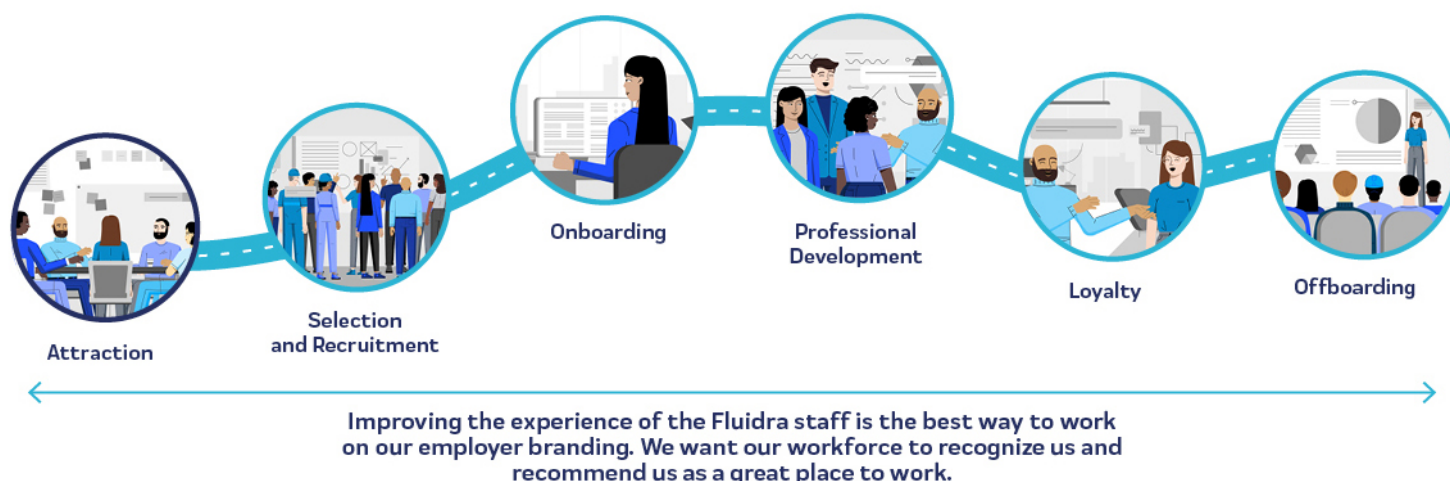 Attraction
Selection
and Recruitment
Onboarding
Professional
Development
Loyalty
Offboarding
Improving the experience of the Fluidra staff is the best way to work
on our employer branding. We want our workforce to recognize us and
recommend us as a great place to work.